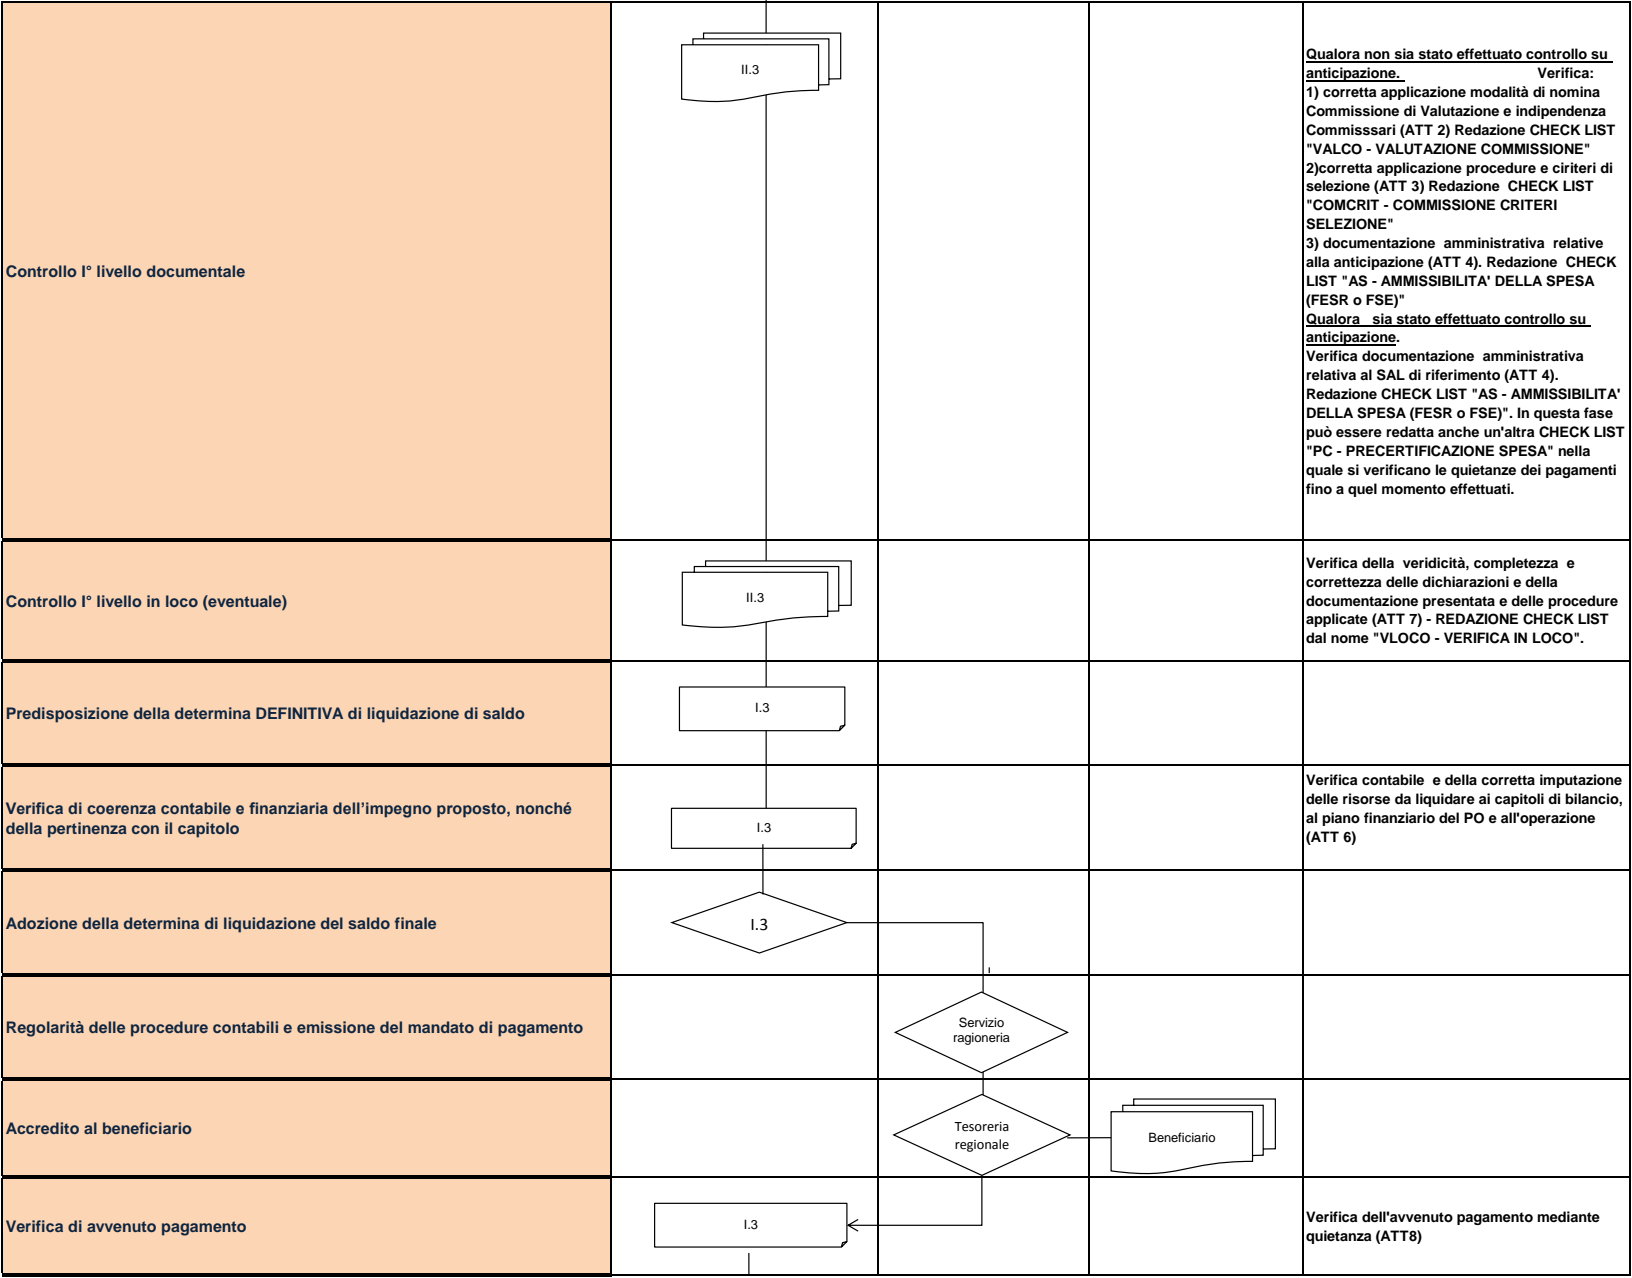 Controllo I° livello documentale
II.3
Qualora non sia stato effettuato controllo su
anticipazione. Verifica:
1) corretta applicazione modalità di nomina
Commissione di Valutazione e indipendenza
Commisssari (ATT 2) Redazione CHECK LIST
"VALCO - VALUTAZIONE COMMISSIONE"
2)corretta applicazione procedure e ciriteri di
selezione (ATT 3) Redazione CHECK LIST
"COMCRIT - COMMISSIONE CRITERI
SELEZIONE"
3) documentazione amministrativa relative
alla anticipazione (ATT 4). Redazione CHECK
LIST "AS - AMMISSIBILITA' DELLA SPESA
(FESR o FSE)"
Qualora sia stato effettuato controllo su
anticipazione.
Verifica documentazione amministrativa
relativa al SAL di riferimento (ATT 4).
Redazione CHECK LIST "AS - AMMISSIBILITA'
DELLA SPESA (FESR o FSE)". In questa fase
può essere redatta anche un'altra CHECK LIST
"PC - PRECERTIFICAZIONE SPESA" nella
quale si verificano le quietanze dei pagamenti
fino a quel momento effettuati.
Controllo I° livello in loco (eventuale)
II.3
Verifica della veridicità, completezza e
correttezza delle dichiarazioni e della
documentazione presentata e delle procedure
applicate (ATT 7) - REDAZIONE CHECK LIST
dal nome "VLOCO - VERIFICA IN LOCO".
Predisposizione della determina DEFINITIVA di liquidazione di saldo
I.3
Verifica di coerenza contabile e finanziaria dell’impegno proposto, nonché
della pertinenza con il capitolo
I.3
Verifica contabile e della corretta imputazione
delle risorse da liquidare ai capitoli di bilancio,
al piano finanziario del PO e all'operazione
(ATT 6)
Adozione della determina di liquidazione del saldo finale
I.3
Regolarità delle procedure contabili e emissione del mandato di pagamento
Servizio
ragioneria
Accredito al beneficiario
Tesoreria
regionale
Beneficiario
Verifica di avvenuto pagamento
I.3
Verifica dell'avvenuto pagamento mediante
quietanza (ATT8)